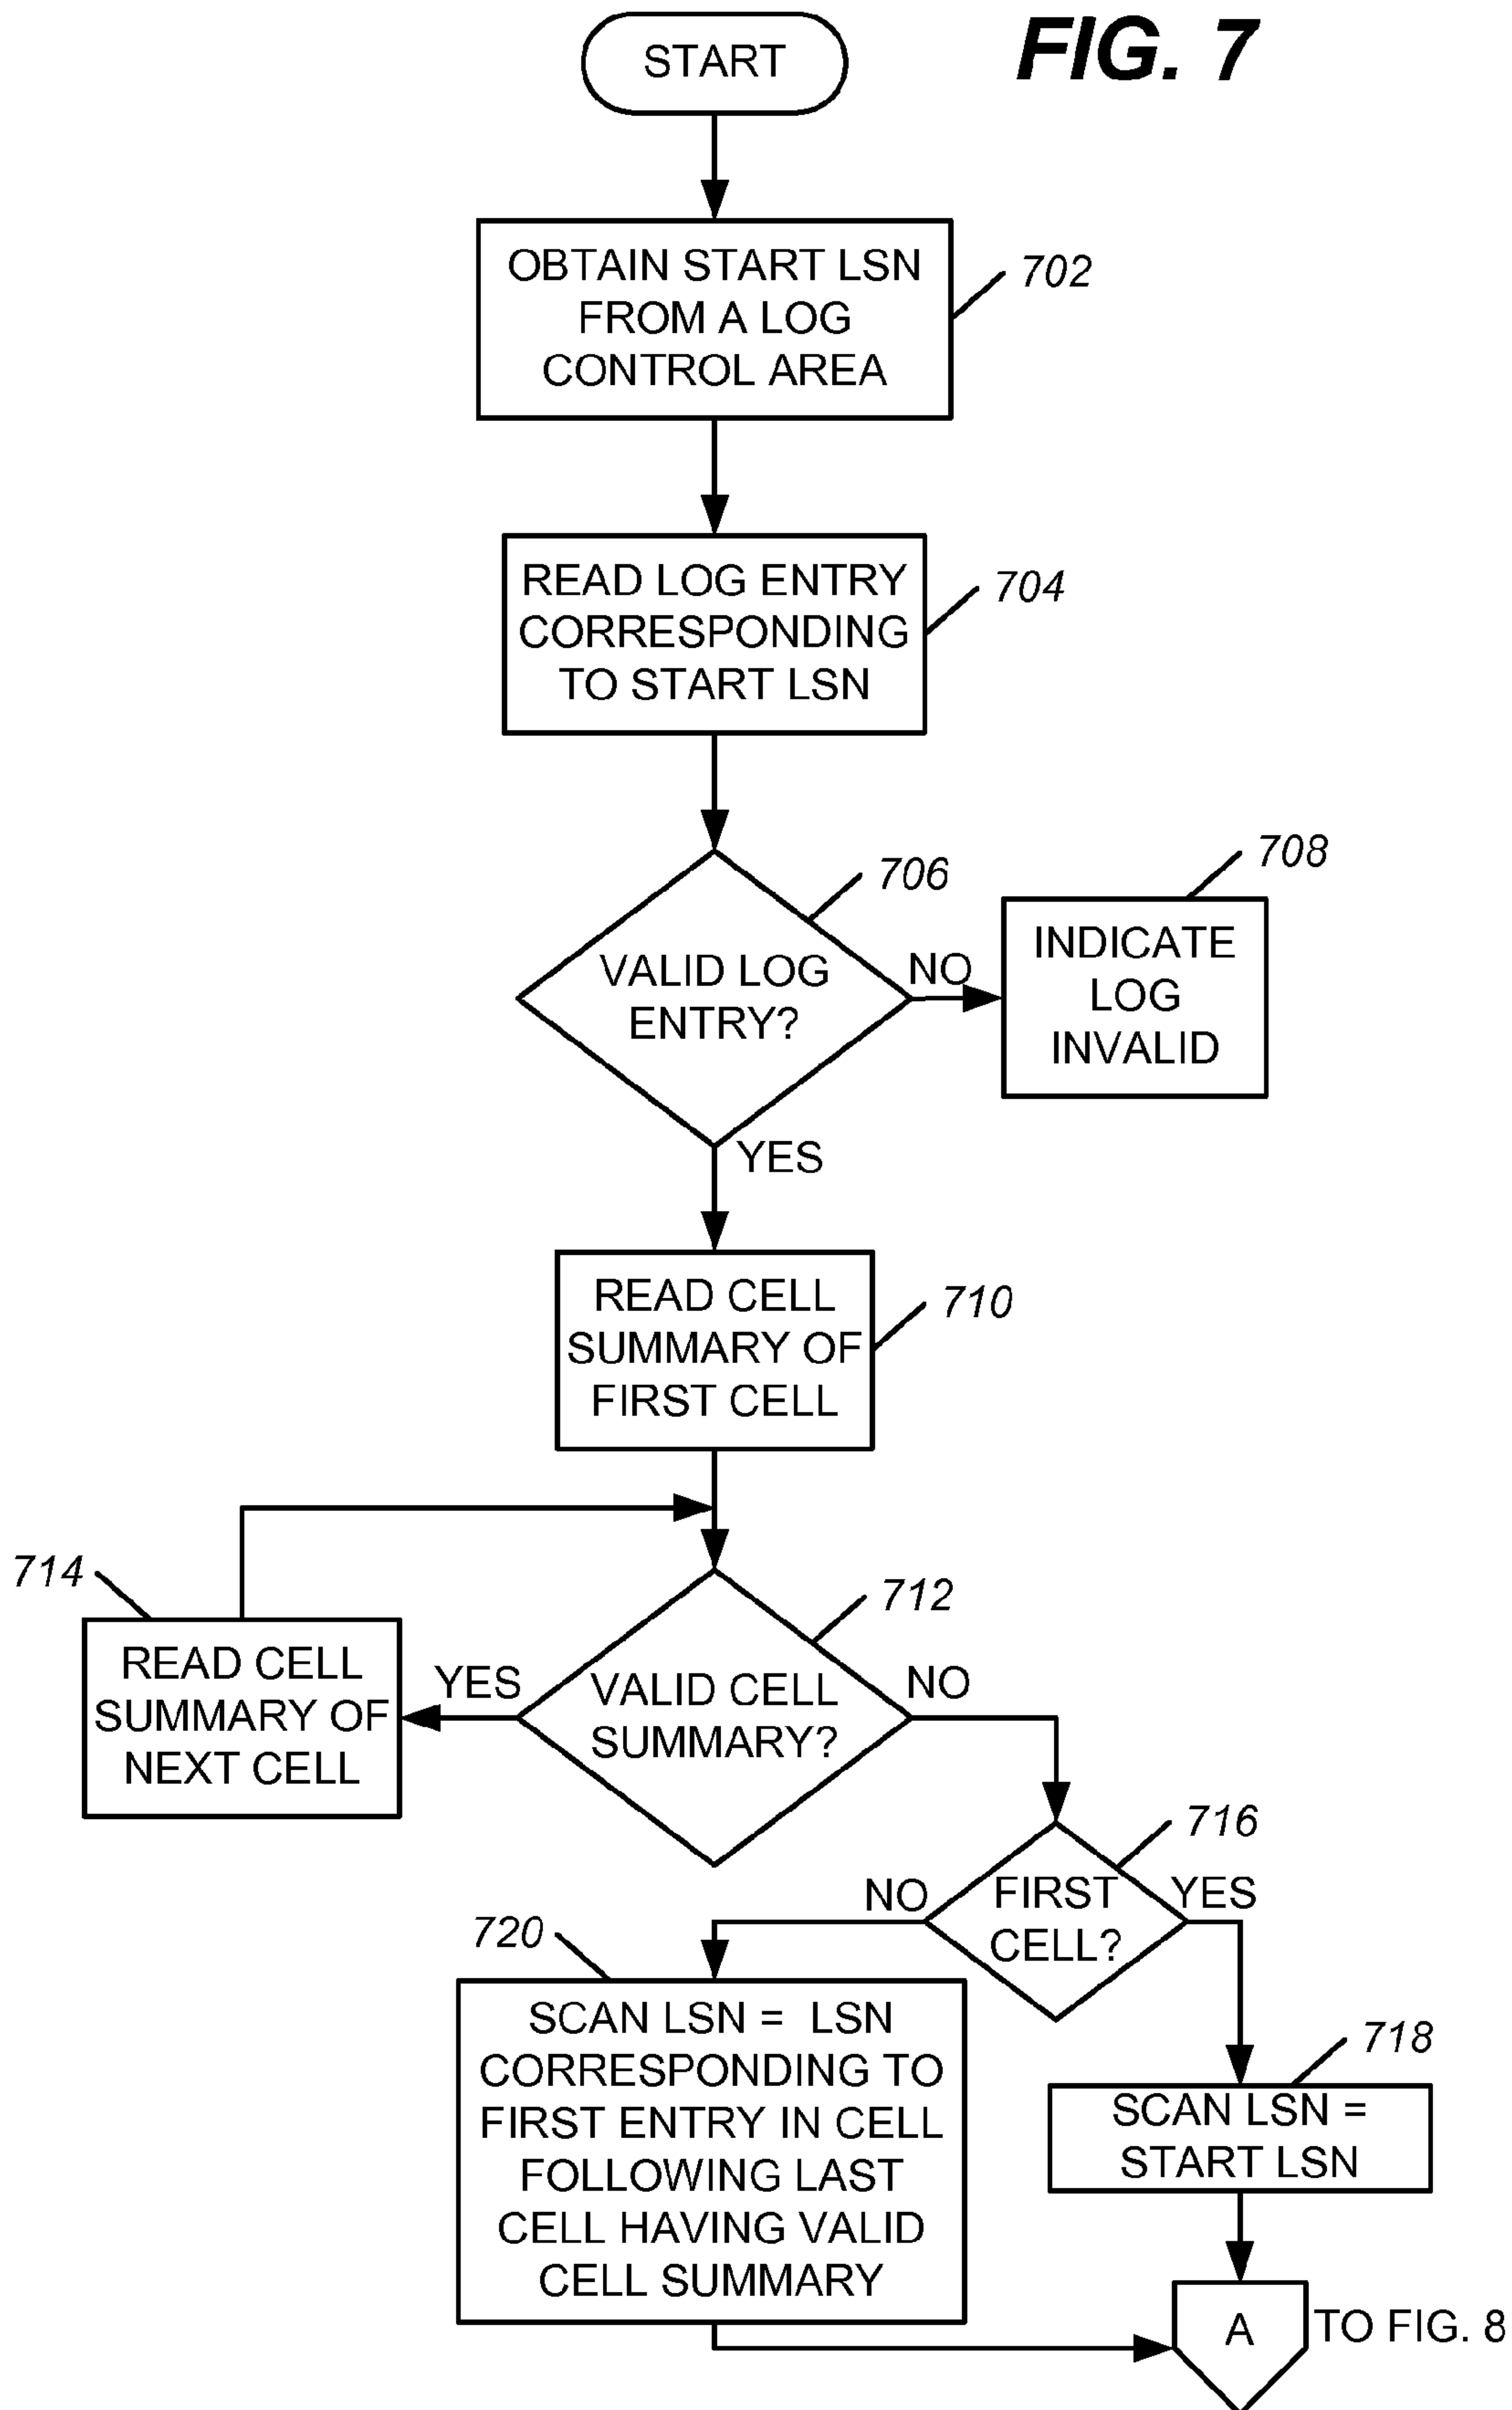 FIG. 7
START
OBTAIN START LSN
FROM A LOG
CONTROL AREA
702
READ LOG ENTRY
CORRESPONDING
TO START LSN
704
706
VALID LOG
ENTRY?
NO
YES
708
INDICATE
LOG
INVALID
READ CELL
SUMMARY OF
FIRST CELL
710
714
READ CELL
SUMMARY OF
NEXT CELL
YES
712
VALID CELL
SUMMARY?
NO
716
FIRST
CELL?
NO
YES
720
SCAN LSN = LSN
CORRESPONDING TO
FIRST ENTRY IN CELL
FOLLOWING LAST
CELL HAVING VALID
CELL SUMMARY
718
SCAN LSN =
START LSN
A
TO FIG. 8